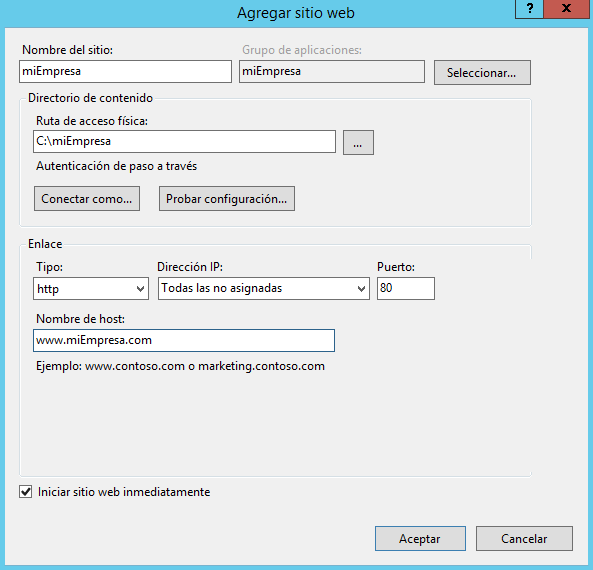 Agregar sitio web
? X
Nombre del sitio: Grupo de aplicaciones:
miEmpresa miEmpresa Seleccionar...
Directorio de contenido
Ruta de acceso física:
C:\miEmpresa ...
Autenticación de paso a través
Conectar como... Probar configuración...
Enlace
Tipo: Dirección IP: Puerto:
http Todas las no asignadas 80
Nombre de host:
www.miEmpresa.com
Ejemplo: www.contoso.com o marketing.contoso.com
Iniciar sitio web inmediatamente
Aceptar Cancelar